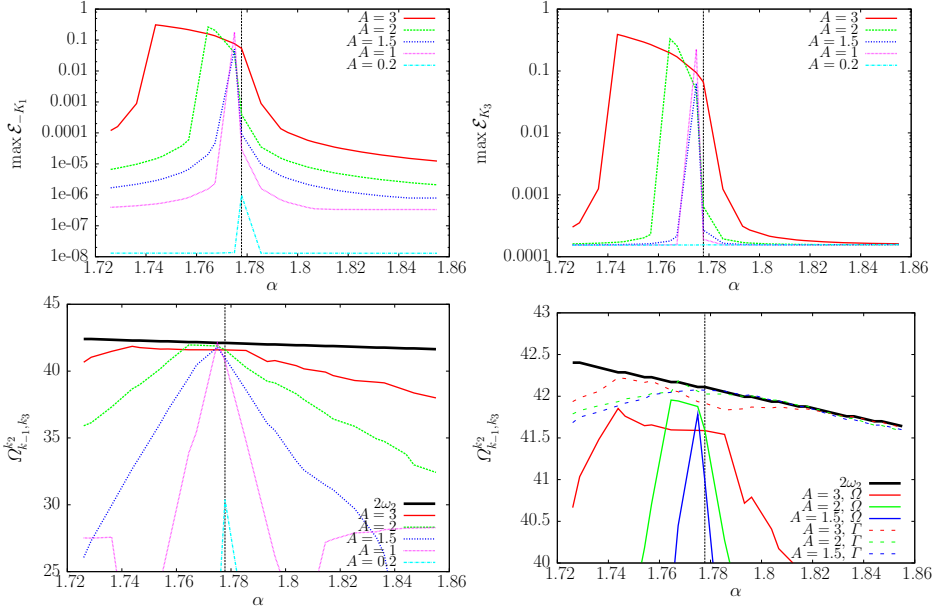 max ℰ₋K₁
1
0.1
0.01
0.001
0.0001
1e-05
1e-06
1e-07
1e-08
1.72 1.74 1.76 1.78 1.8 1.82 1.84 1.86
α
A = 3
A = 2
A = 1.5
A = 1
A = 0.2
max ℰK₃
1
0.1
0.01
0.001
0.0001
1.72 1.74 1.76 1.78 1.8 1.82 1.84 1.86
α
A = 3
A = 2
A = 1.5
A = 1
A = 0.2
Ω^{k₂}_{k₋₁,k₃}
45
40
35
30
25
1.72 1.74 1.76 1.78 1.8 1.82 1.84 1.86
α
2ω₂
A = 3
A = 2
A = 1.5
A = 1
A = 0.2
Ω^{k₂}_{k₋₁,k₃}
43
42.5
42
41.5
41
40.5
40
1.72 1.74 1.76 1.78 1.8 1.82 1.84 1.86
α
2ω₂
A = 3, Ω
A = 2, Ω
A = 1.5, Ω
A = 3, Γ
A = 2, Γ
A = 1.5, Γ